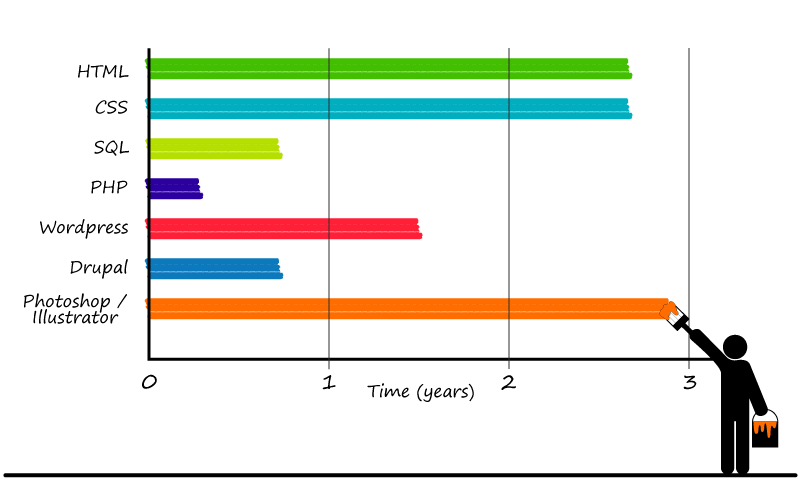 HTML
CSS
SQL
PHP
Wordpress
Drupal
Photoshop /
Illustrator
0 1 2 3
Time (years)